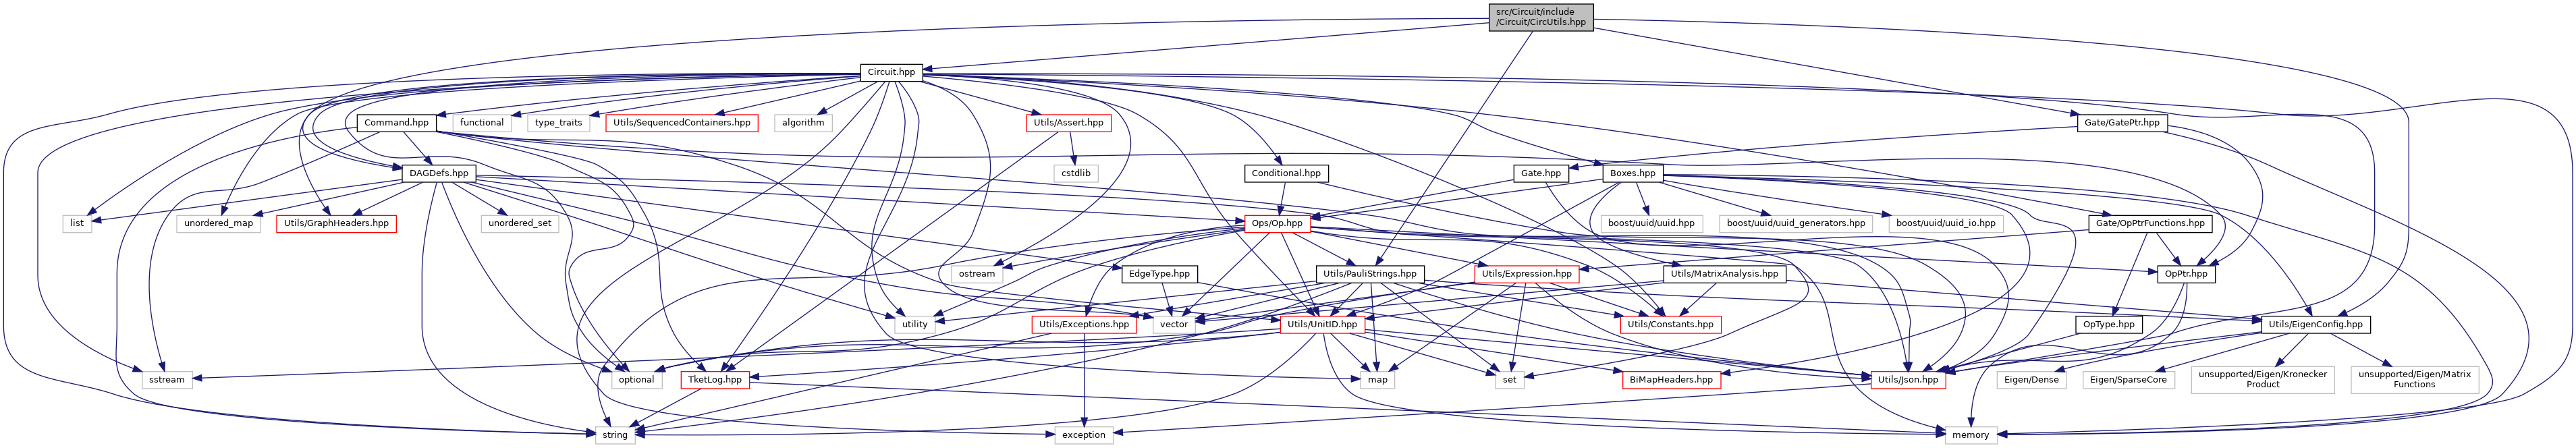 src/Circuit/include
/Circuit/CircUtils.hpp
Circuit.hpp
Command.hpp
functional
type_traits
Utils/SequencedContainers.hpp
algorithm
Utils/Assert.hpp
Gate/GatePtr.hpp
DAGDefs.hpp
cstdlib
Conditional.hpp
Gate.hpp
Boxes.hpp
list
unordered_map
Utils/GraphHeaders.hpp
unordered_set
Ops/Op.hpp
boost/uuid/uuid.hpp
boost/uuid/uuid_generators.hpp
boost/uuid/uuid_io.hpp
Gate/OpPtrFunctions.hpp
ostream
EdgeType.hpp
Utils/PauliStrings.hpp
Utils/Expression.hpp
Utils/MatrixAnalysis.hpp
OpPtr.hpp
utility
Utils/Exceptions.hpp
vector
Utils/UnitID.hpp
Utils/Constants.hpp
OpType.hpp
Utils/EigenConfig.hpp
sstream
optional
TketLog.hpp
map
set
BiMapHeaders.hpp
Utils/Json.hpp
Eigen/Dense
Eigen/SparseCore
unsupported/Eigen/Kronecker
Product
unsupported/Eigen/Matrix
Functions
string
exception
memory